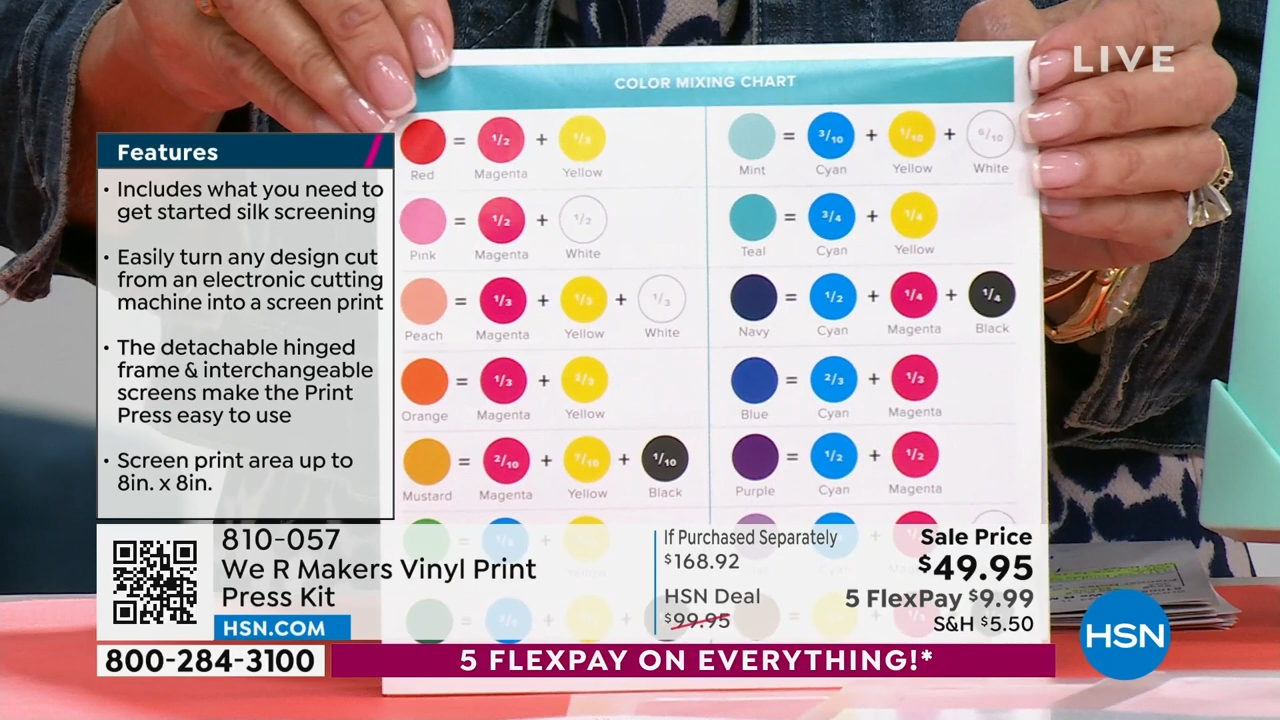 LIVE
COLOR MIXING CHART
Red = 1/2 Magenta + 1/2 Yellow
Pink = 1/2 Magenta + 1/2 White
Peach = 1/3 Magenta + 1/3 Yellow + 1/3 White
Orange = 1/3 Magenta + 2/3 Yellow
Mustard = 2/10 Magenta + 7/10 Yellow + 1/10 Black
Mint = 3/10 Cyan + 1/10 Yellow + 6/10 White
Teal = 3/4 Cyan + 1/4 Yellow
Navy = 1/2 Cyan + 1/4 Magenta + 1/4 Black
Blue = 2/3 Cyan + 1/3 Magenta
Purple = 1/2 Cyan + 1/2 Magenta
Features
• Includes what you need to
get started silk screening
• Easily turn any design cut
from an electronic cutting
machine into a screen print
• The detachable hinged
frame & interchangeable
screens make the Print
Press easy to use
• Screen print area up to
8in. x 8in.
810-057
We R Makers Vinyl Print
Press Kit
HSN.COM
If Purchased Separately
$168.92
HSN Deal
$99.95
Sale Price
$49.95
5 FlexPay $9.99
S&H $5.50
HSN
800-284-3100
5 FLEXPAY ON EVERYTHING!*